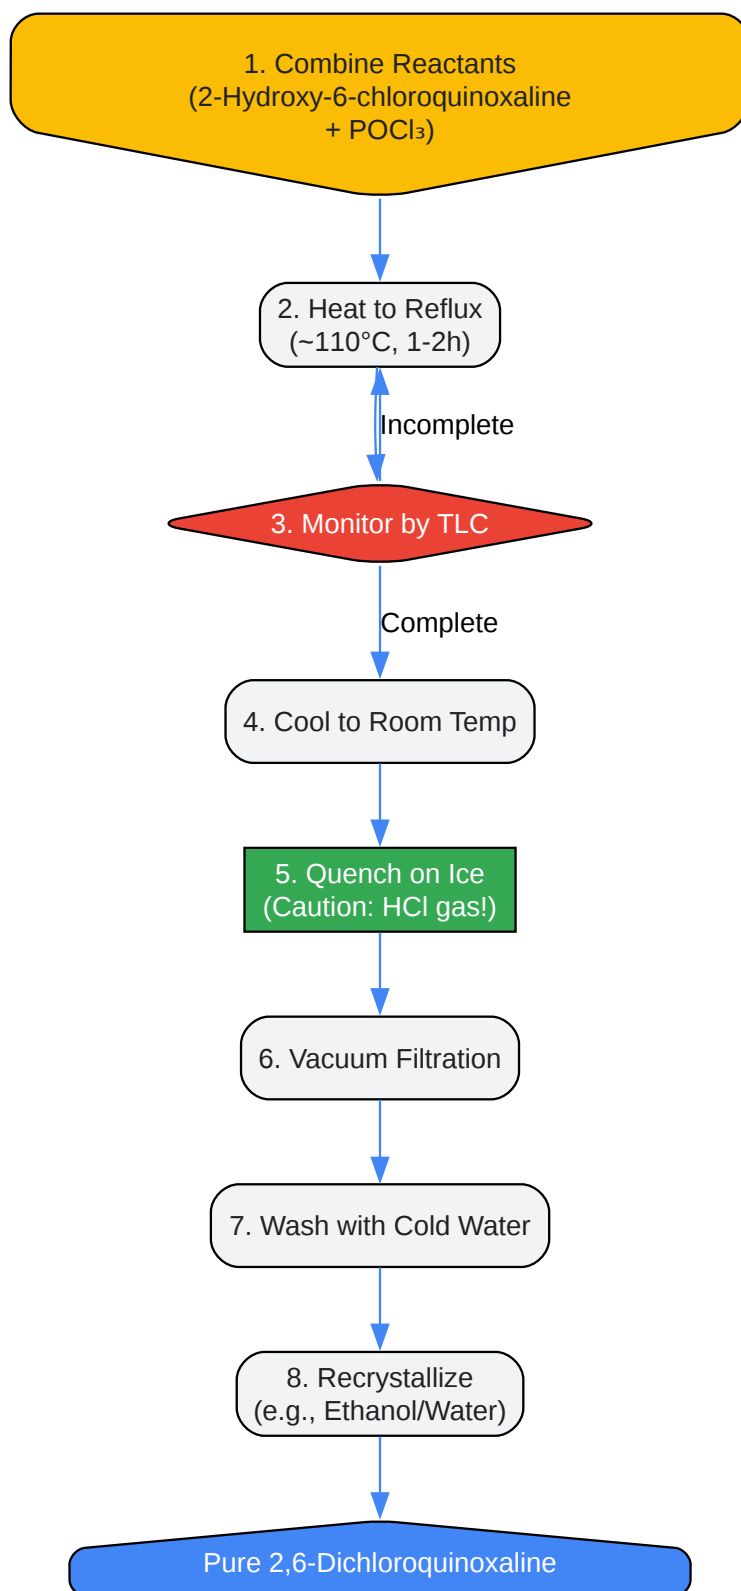 1. Combine Reactants
(2-Hydroxy-6-chloroquinoxaline
+ POCl₃)
2. Heat to Reflux
(~110°C, 1-2h)
Incomplete
3. Monitor by TLC
Complete
4. Cool to Room Temp
5. Quench on Ice
(Caution: HCl gas!)
6. Vacuum Filtration
7. Wash with Cold Water
8. Recrystallize
(e.g., Ethanol/Water)
Pure 2,6-Dichloroquinoxaline